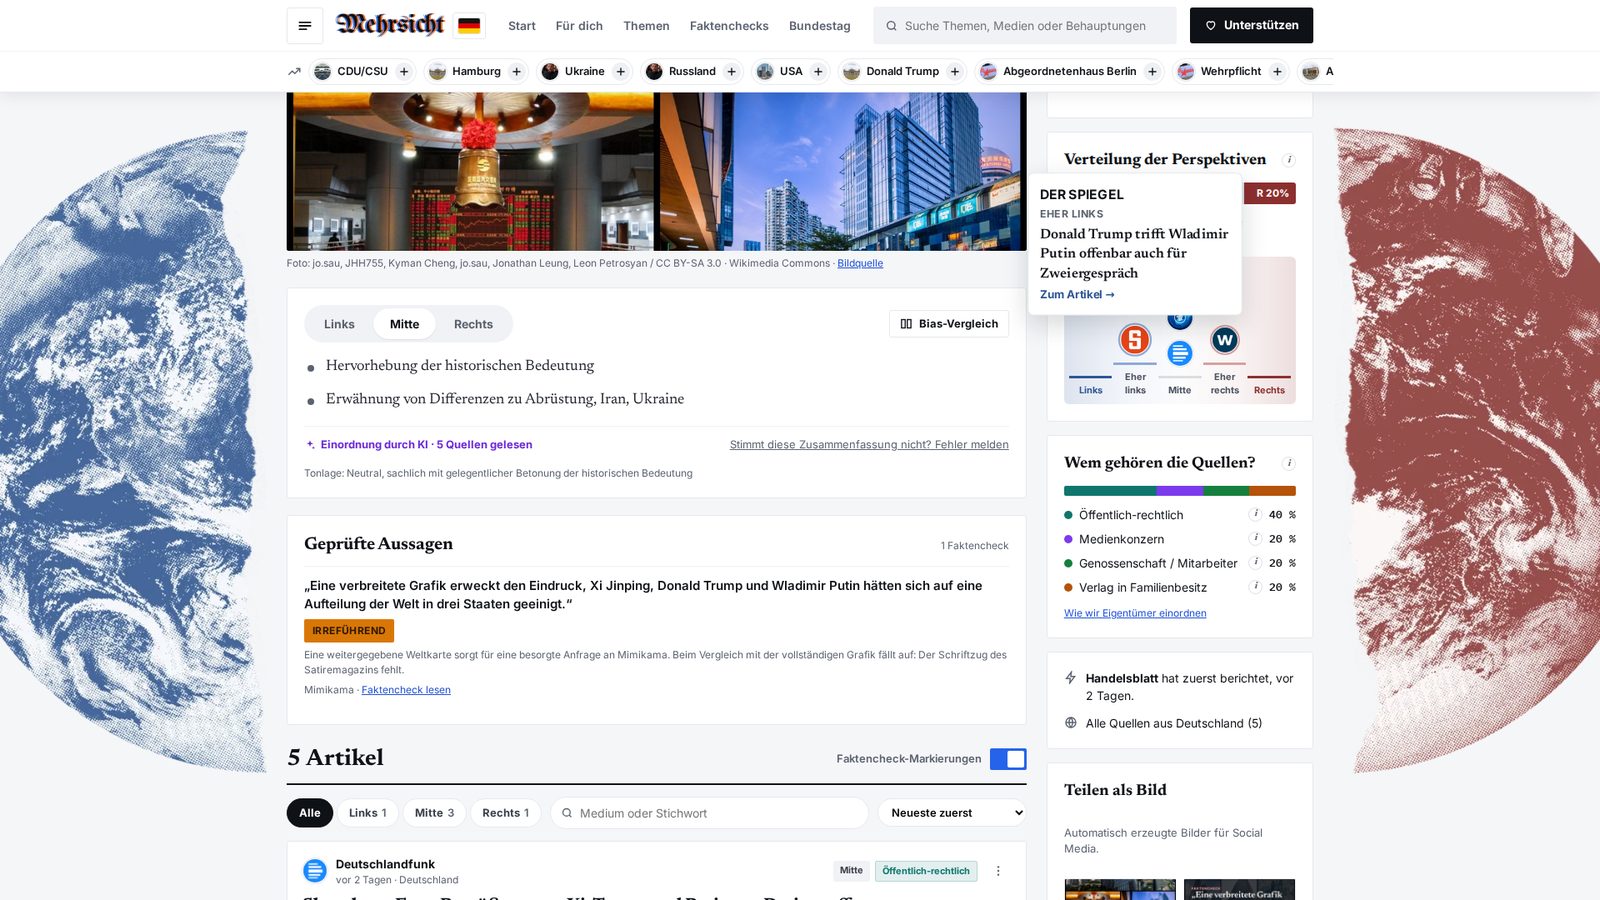 Mehrsicht
Start
Für dich
Themen
Faktenchecks
Bundestag
Suche Themen, Medien oder Behauptungen
Unterstützen
CDU/CSU
Hamburg
Ukraine
Russland
USA
Donald Trump
Abgeordnetenhaus Berlin
Wehrpflicht
A
Foto: jo.sau, JHH755, Kyman Cheng, jo.sau, Jonathan Leung, Leon Petrosyan / CC BY-SA 3.0 · Wikimedia Commons · Bildquelle
Links
Mitte
Rechts
Bias-Vergleich
Hervorhebung der historischen Bedeutung
Erwähnung von Differenzen zu Abrüstung, Iran, Ukraine
Einordnung durch KI · 5 Quellen gelesen
Stimmt diese Zusammenfassung nicht? Fehler melden
Tonlage: Neutral, sachlich mit gelegentlicher Betonung der historischen Bedeutung
Geprüfte Aussagen
1 Faktencheck
„Eine verbreitete Grafik erweckt den Eindruck, Xi Jinping, Donald Trump und Wladimir Putin hätten sich auf eine
Aufteilung der Welt in drei Staaten geeinigt.“
IRREFÜHREND
Eine weitergegebene Weltkarte sorgt für eine besorgte Anfrage an Mimikama. Beim Vergleich mit der vollständigen Grafik fällt auf: Der Schriftzug des
Satiremagazins fehlt.
Mimikama · Faktencheck lesen
5 Artikel
Faktencheck-Markierungen
Alle
Links 1
Mitte 3
Rechts 1
Medium oder Stichwort
Neueste zuerst
Deutschlandfunk
vor 2 Tagen · Deutschland
Mitte
Öffentlich-rechtlich
Verteilung der Perspektiven
R 20%
DER SPIEGEL
EHER LINKS
Donald Trump trifft Wladimir
Putin offenbar auch für
Zweiergespräch
Zum Artikel →
S
W
Links
Eher
links
Mitte
Eher
rechts
Rechts
Wem gehören die Quellen?
Öffentlich-rechtlich i 40 %
Medienkonzern i 20 %
Genossenschaft / Mitarbeiter i 20 %
Verlag in Familienbesitz i 20 %
Wie wir Eigentümer einordnen
Handelsblatt hat zuerst berichtet, vor
2 Tagen.
Alle Quellen aus Deutschland (5)
Teilen als Bild
Automatisch erzeugte Bilder für Social
Media.
FAKTENCHECK
„Eine verbreitete Grafik